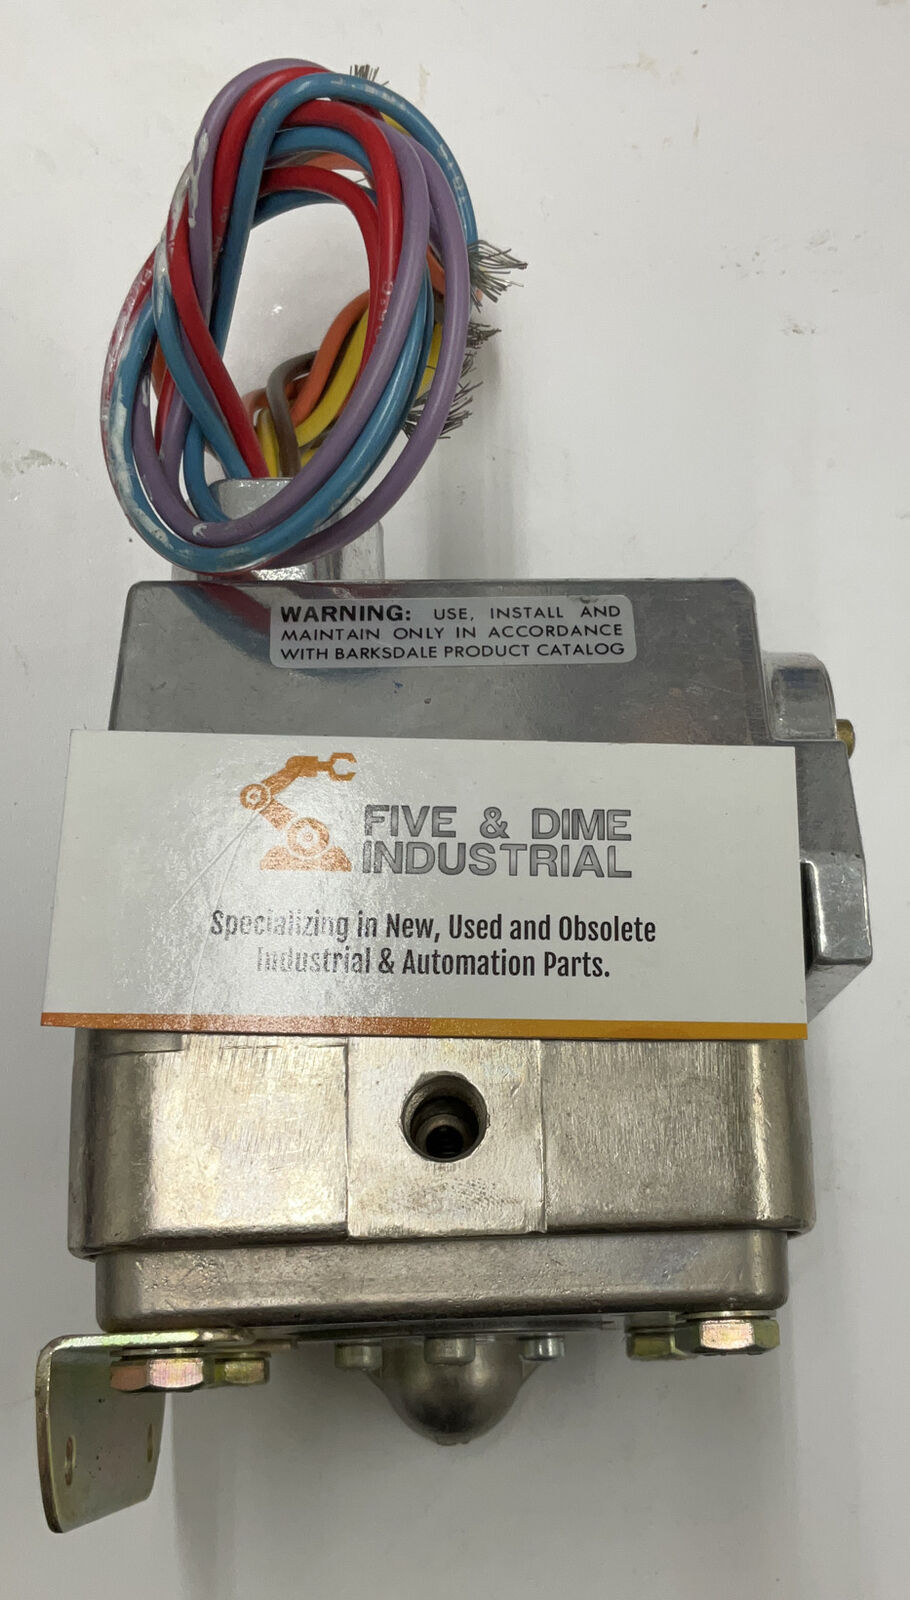 WARNING: USE, INSTALL AND
MAINTAIN ONLY IN ACCORDANCE
WITH BARKSDALE PRODUCT CATALOG
FIVE & DIME
INDUSTRIAL
Specializing in New, Used and Obsolete
Industrial & Automation Parts.